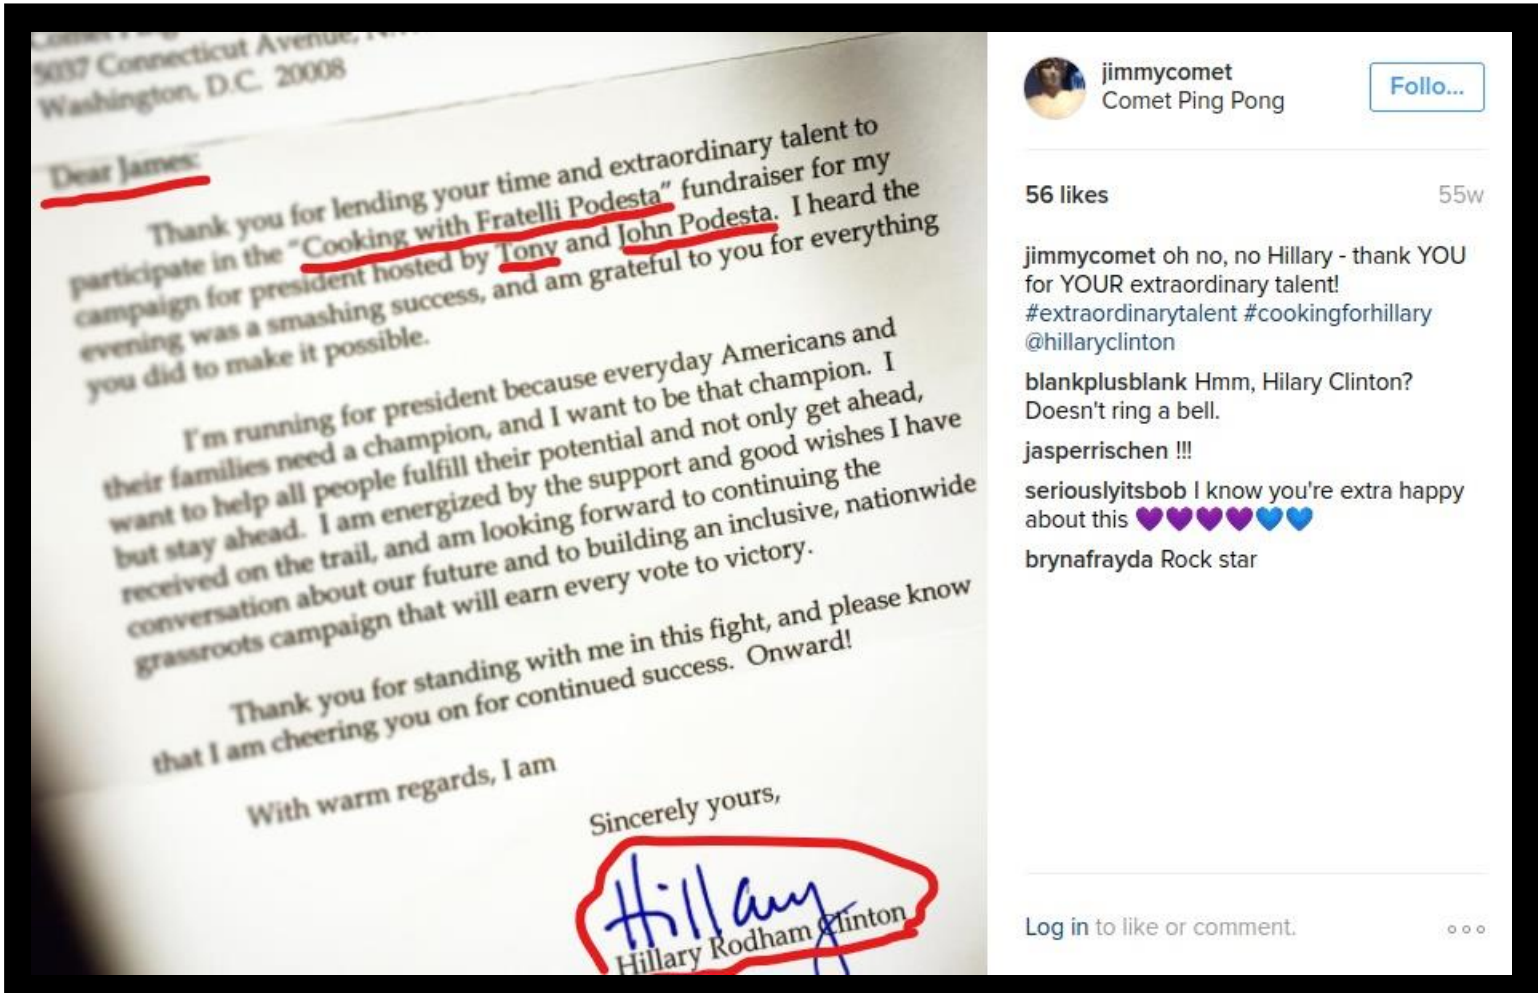 5037 Connecticut Avenue, N.
Washington, D.C. 20008
Dear James:
Thank you for lending your time and extraordinary talent to
participate in the "Cooking with Fratelli Podesta" fundraiser for my
campaign for president hosted by Tony and John Podesta. I heard the
evening was a smashing success, and am grateful to you for everything
you did to make it possible.
I'm running for president because everyday Americans and
their families need a champion, and I want to be that champion. I
want to help all people fulfill their potential and not only get ahead,
but stay ahead. I am energized by the support and good wishes I have
received on the trail, and am looking forward to continuing the
conversation about our future and to building an inclusive, nationwide
grassroots campaign that will earn every vote to victory.
Thank you for standing with me in this fight, and please know
that I am cheering you on for continued success. Onward!
With warm regards, I am
Sincerely yours,
Hillary
Hillary Rodham Clinton
jimmycomet
Comet Ping Pong
Follo...
56 likes
55w
jimmycomet oh no, no Hillary - thank YOU
for YOUR extraordinary talent!
#extraordinarytalent #cookingforhillary
@hillaryclinton
blankplusblank Hmm, Hilary Clinton?
Doesn't ring a bell.
jasperrischen !!!
seriouslyitsbob I know you're extra happy
about this 💜💜💜💜💙💙
brynafrayda Rock star
Log in to like or comment.